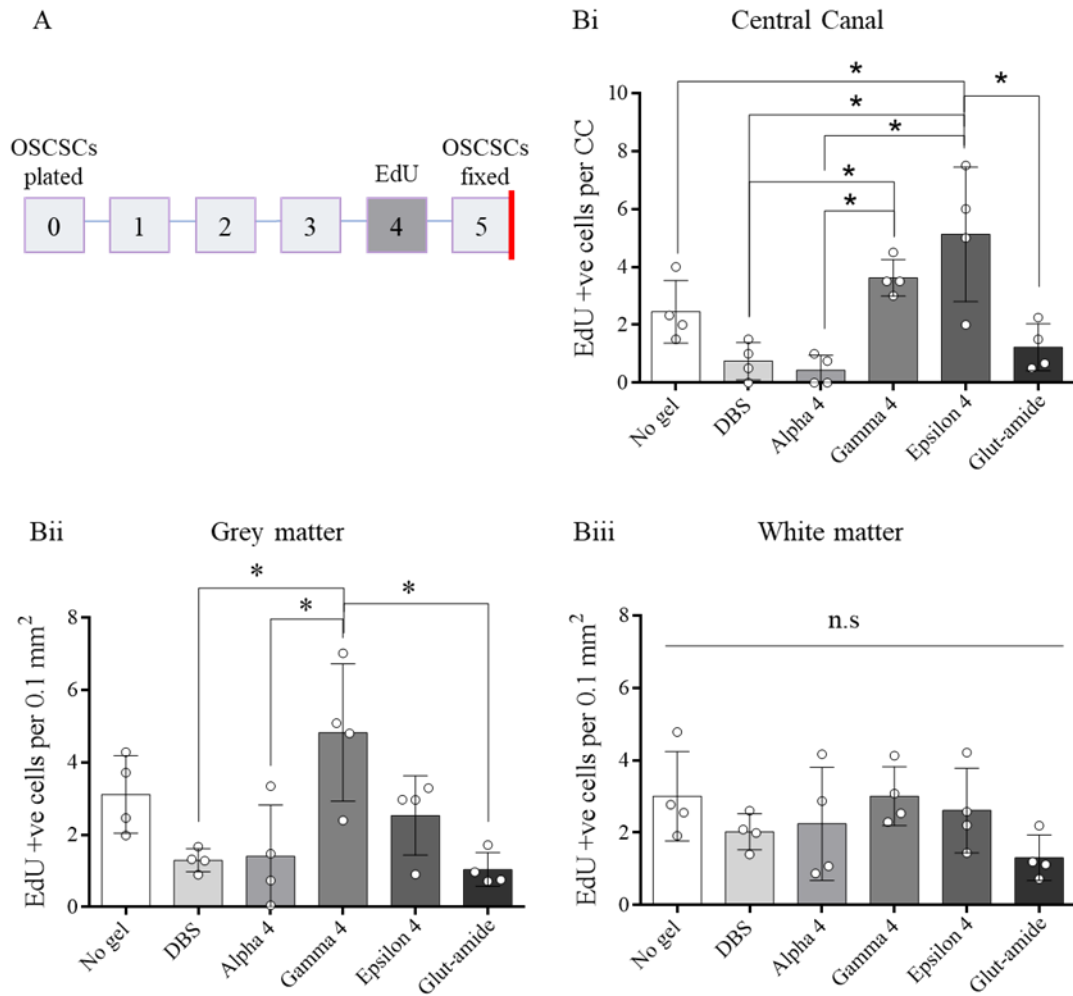 A
OSCSCs
plated
EdU
OSCSCs
fixed
0
1
2
3
4
5
Bi
Central Canal
EdU +ve cells per CC
10
8
6
4
2
0
*
*
*
*
*
*
No gel
DBS
Alpha 4
Gamma 4
Epsilon 4
Glut-amide
Bii
Grey matter
EdU +ve cells per 0.1 mm²
8
6
4
2
0
*
*
*
No gel
DBS
Alpha 4
Gamma 4
Epsilon 4
Glut-amide
Biii
White matter
EdU +ve cells per 0.1 mm²
8
6
4
2
0
n.s
No gel
DBS
Alpha 4
Gamma 4
Epsilon 4
Glut-amide